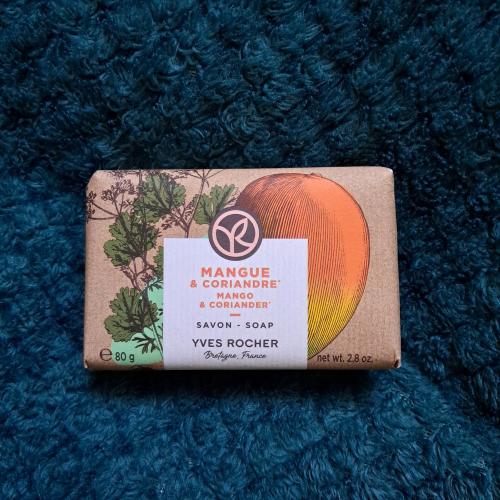 MANGUE
& CORIANDRE*
MANGO
& CORIANDER*
SAVON - SOAP
YVES ROCHER
Bretagne, France
℮ 80 g
net wt. 2.8 oz.